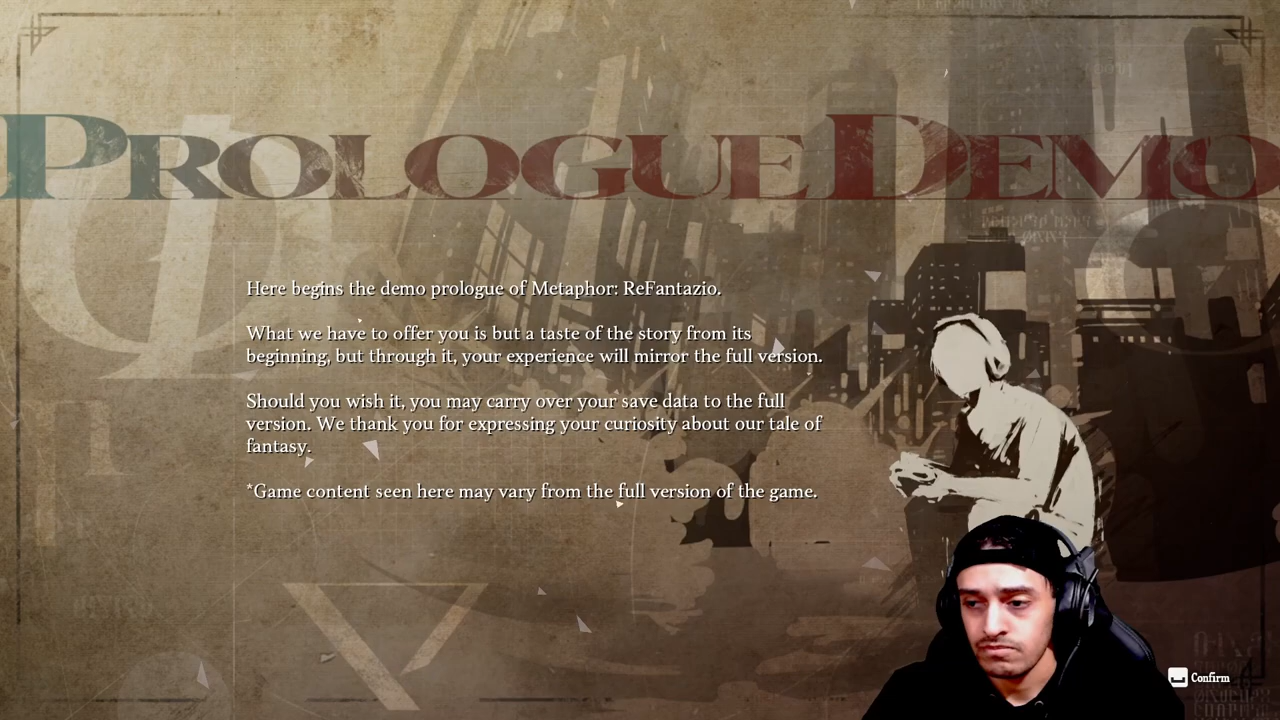 PROLOGUE DEMO
Here begins the demo prologue of Metaphor: ReFantazio.
What we have to offer you is but a taste of the story from its
beginning, but through it, your experience will mirror the full version.
Should you wish it, you may carry over your save data to the full
version. We thank you for expressing your curiosity about our tale of
fantasy.
*Game content seen here may vary from the full version of the game.
Confirm